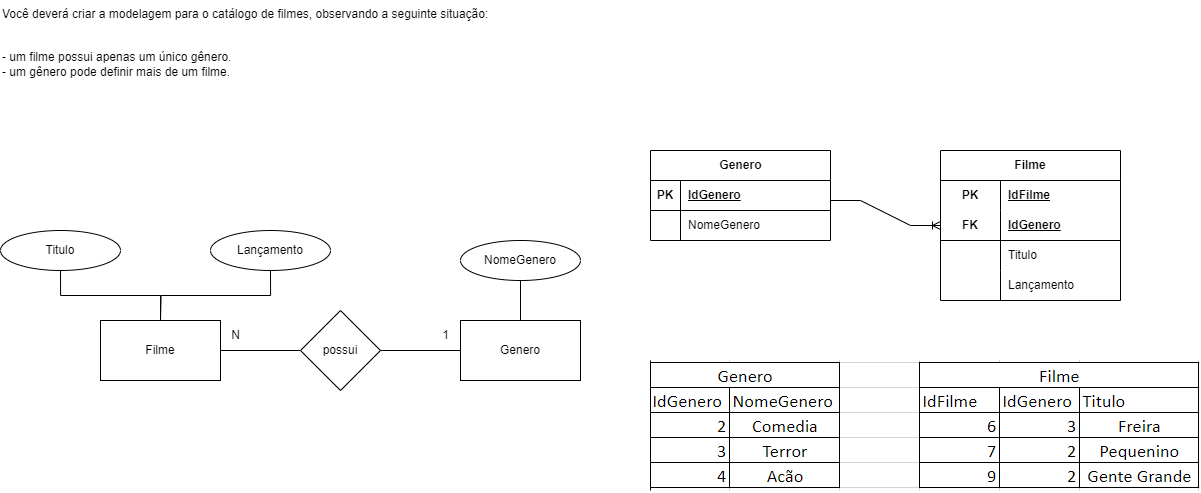 Você deverá criar a modelagem para o catálogo de filmes, observando a seguinte situação:
- um filme possui apenas um único gênero.
- um gênero pode definir mais de um filme.
Titulo
Lançamento
NomeGenero
Filme
N
possui
1
Genero
Genero
PK IdGenero
NomeGenero
Filme
PK IdFilme
FK IdGenero
Titulo
Lançamento
Genero
IdGenero NomeGenero
2 Comedia
3 Terror
4 Acão
Filme
IdFilme IdGenero Titulo
6 3 Freira
7 2 Pequenino
9 2 Gente Grande